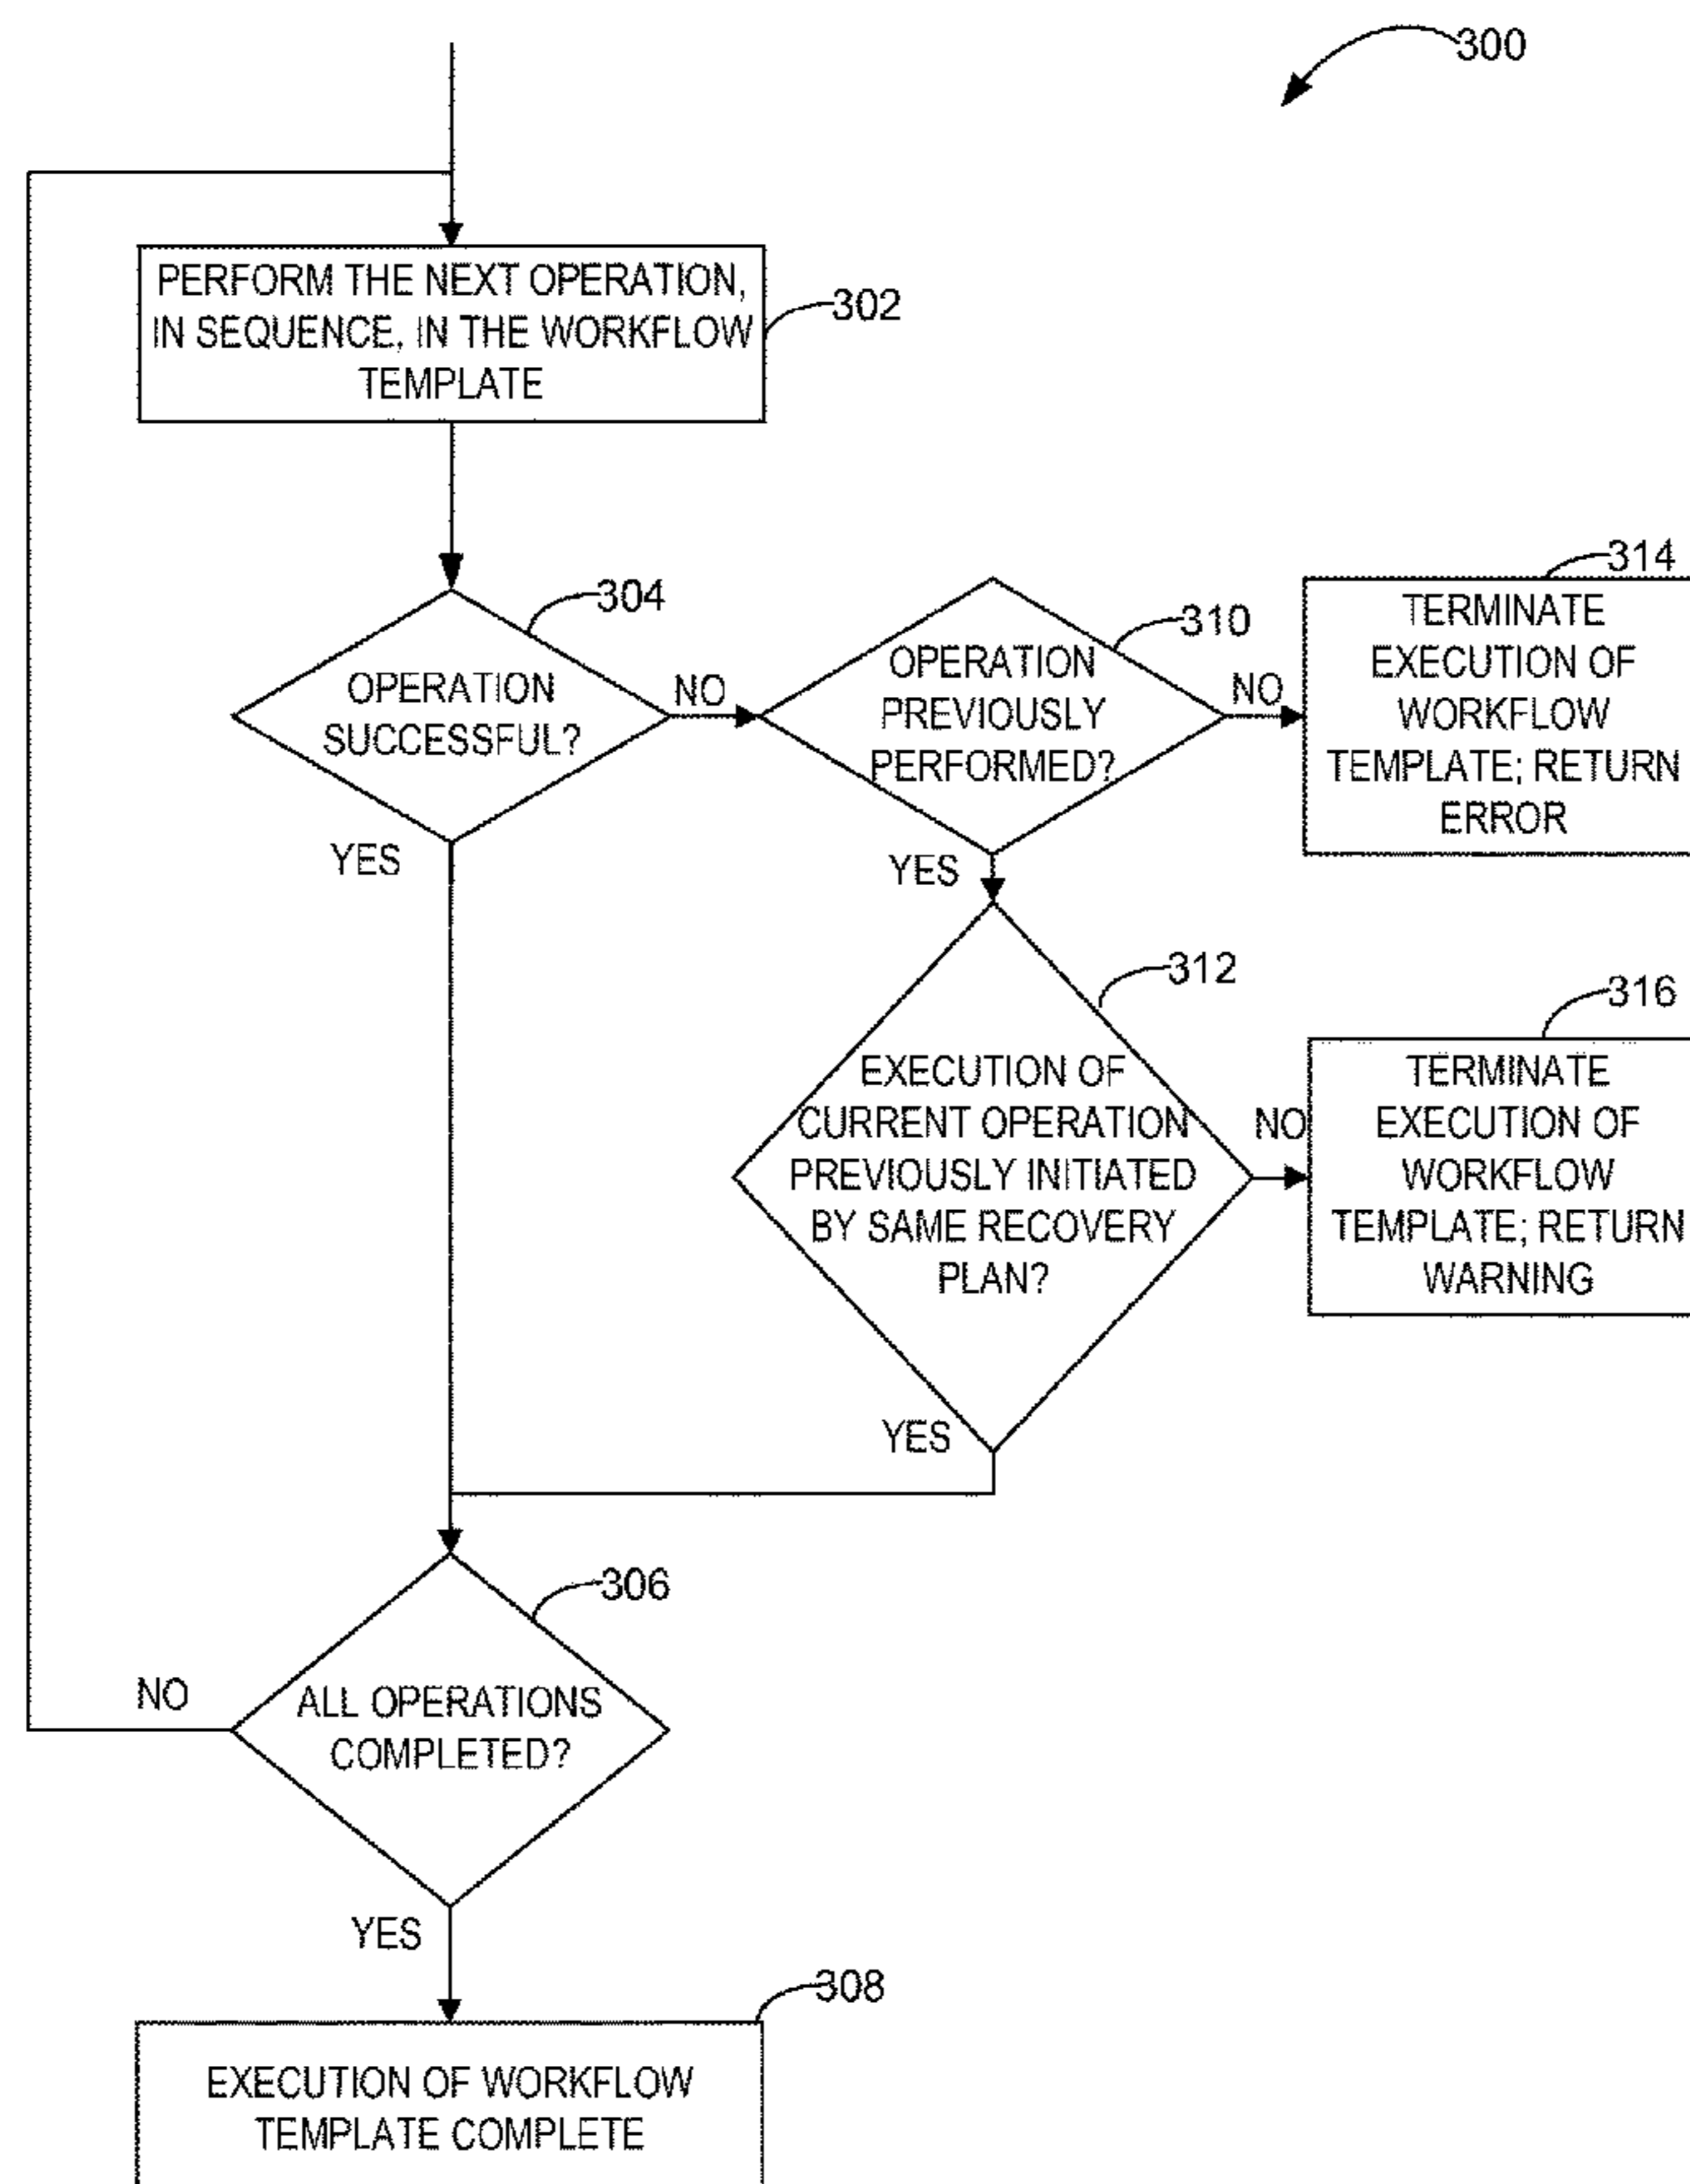 300
PERFORM THE NEXT OPERATION,
IN SEQUENCE, IN THE WORKFLOW
TEMPLATE
302
304
OPERATION
SUCCESSFUL?
NO
YES
310
OPERATION
PREVIOUSLY
PERFORMED?
NO
YES
314
TERMINATE
EXECUTION OF
WORKFLOW
TEMPLATE; RETURN
ERROR
312
EXECUTION OF
CURRENT OPERATION
PREVIOUSLY INITIATED
BY SAME RECOVERY
PLAN?
NO
YES
316
TERMINATE
EXECUTION OF
WORKFLOW
TEMPLATE; RETURN
WARNING
306
ALL OPERATIONS
COMPLETED?
NO
YES
308
EXECUTION OF WORKFLOW
TEMPLATE COMPLETE